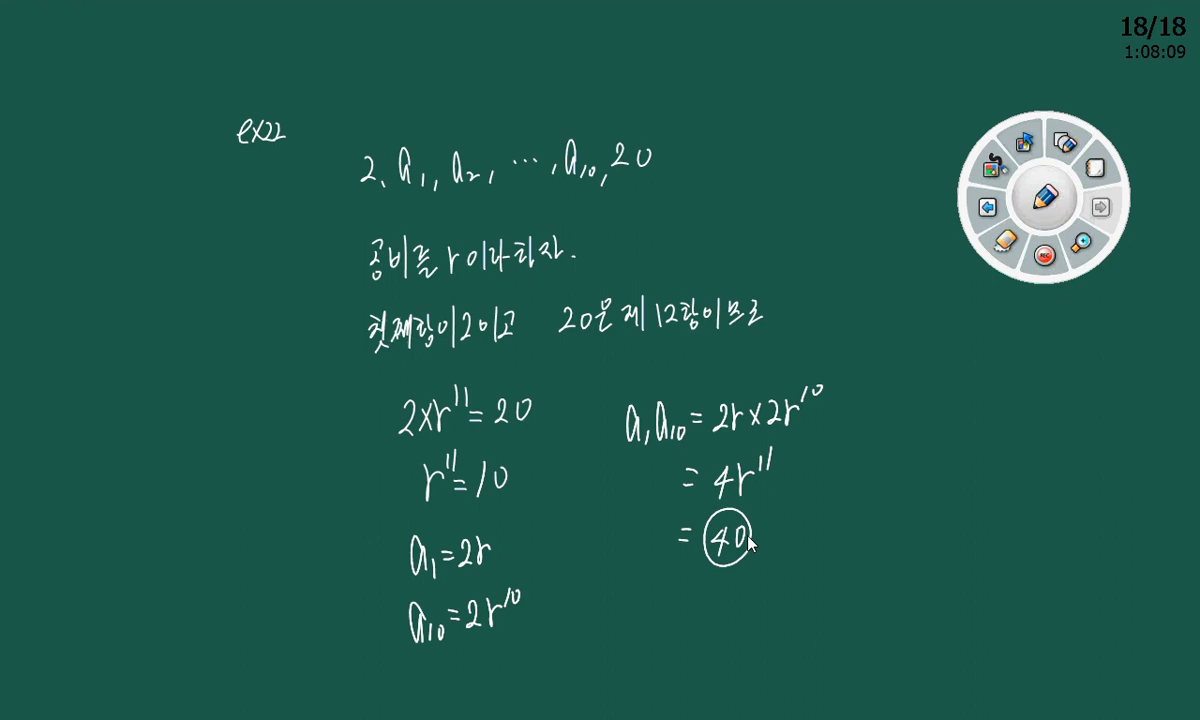 18/18
1:08:09
ex22
2, a₁, a₂, ⋯, a₁₀, 20
공비를 r이라 하자.
첫째항이 2이고 20은 제12항이므로
2×r¹¹=20
r¹¹=10
a₁=2r
a₁₀=2r¹⁰
a₁a₁₀=2r×2r¹⁰
=4r¹¹
=40
REC